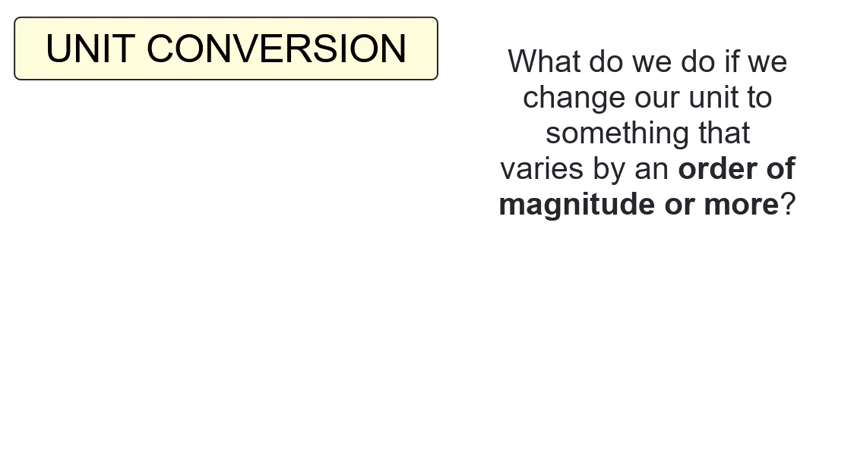 UNIT CONVERSION
What do we do if we
change our unit to
something that
varies by an order of
magnitude or more?